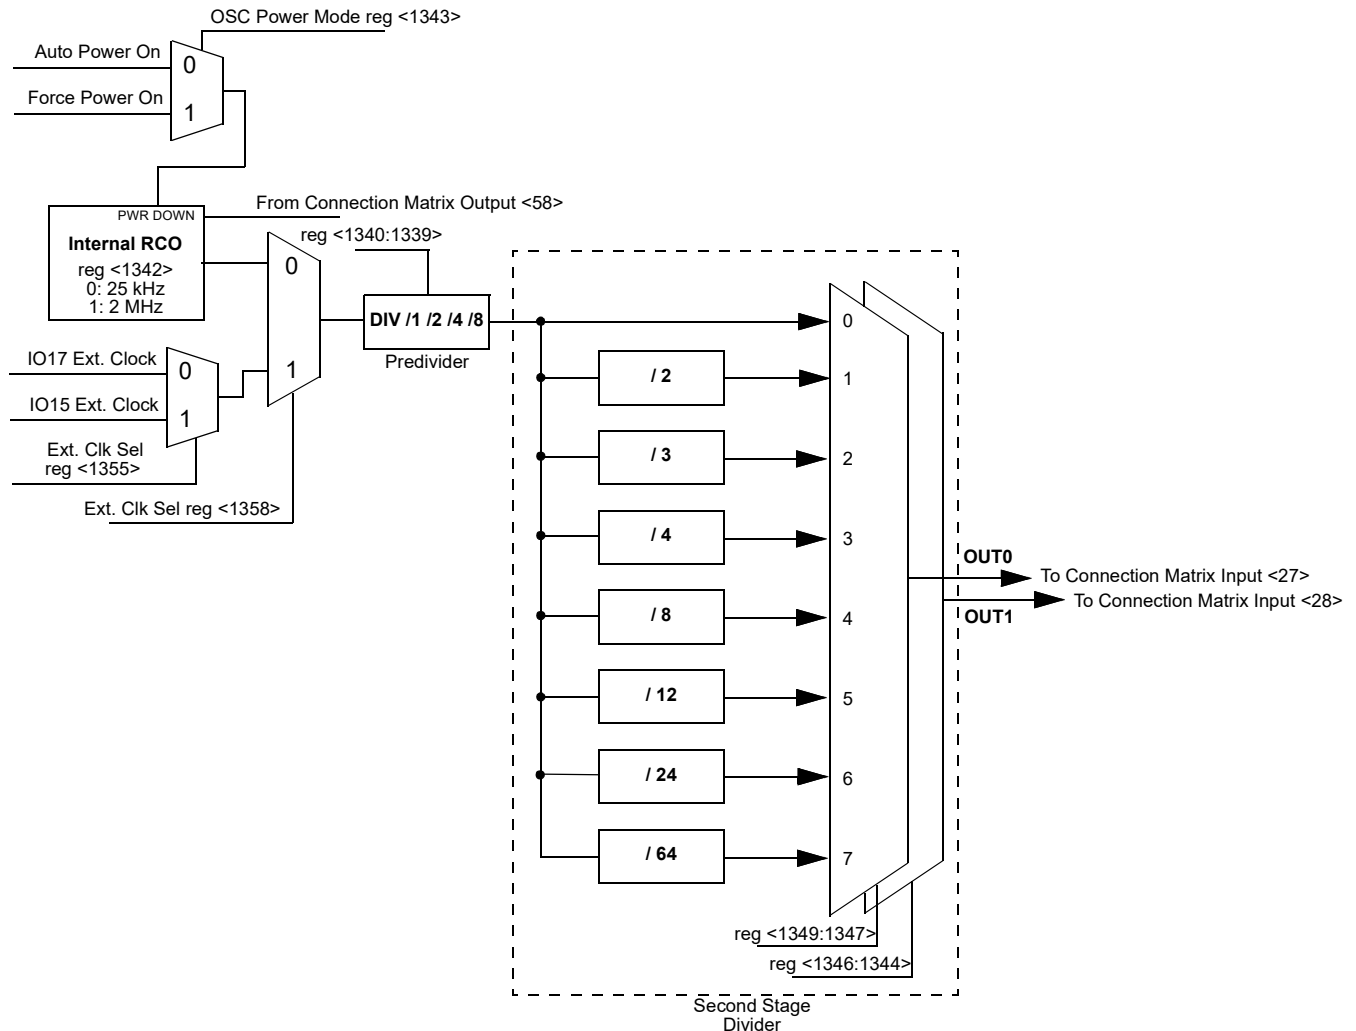 OSC Power Mode reg <1343>
Auto Power On
0
Force Power On
1
PWR DOWN
From Connection Matrix Output <58>
Internal RCO
reg <1342>
0: 25 kHz
1: 2 MHz
reg <1340:1339>
0
1
DIV /1 /2 /4 /8
Predivider
IO17 Ext. Clock
0
IO15 Ext. Clock
1
Ext. Clk Sel
reg <1355>
Ext. Clk Sel reg <1358>
0
/ 2
1
/ 3
2
/ 4
3
/ 8
4
/ 12
5
/ 24
6
/ 64
7
OUT0
To Connection Matrix Input <27>
To Connection Matrix Input <28>
OUT1
reg <1349:1347>
reg <1346:1344>
Second Stage
Divider